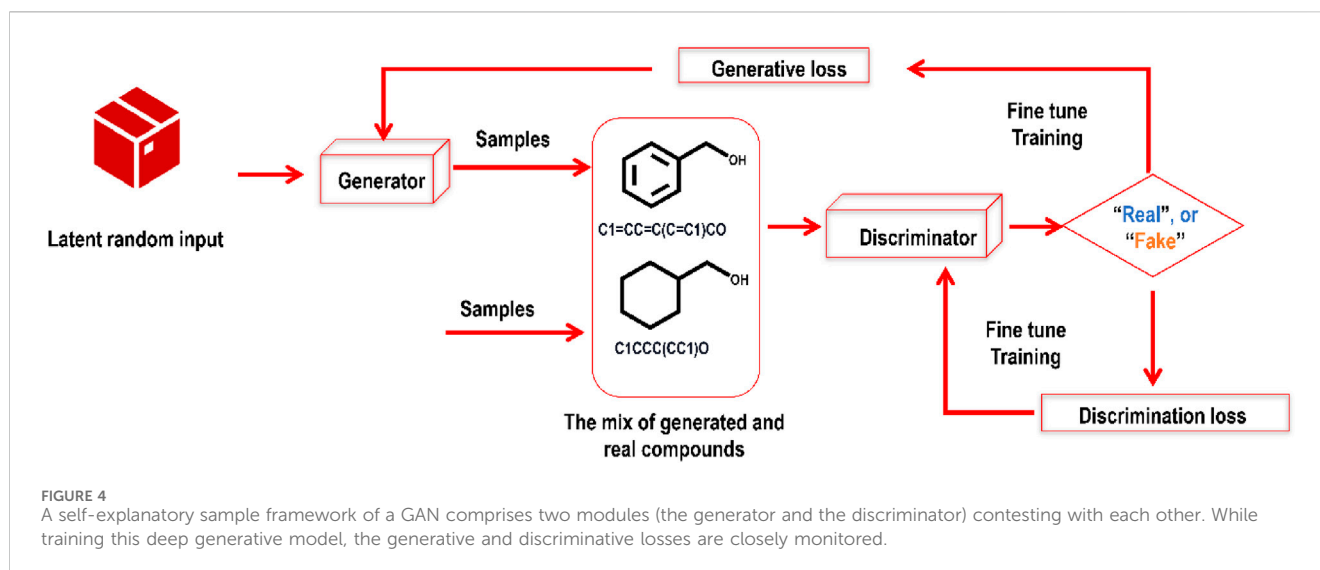 Generative loss
Fine tune
Training
Samples
Generator
OH
Latent random input
C1=CC=C(C=C1)CO
Discriminator
“Real”, or
“Fake”
OH
Samples
C1CCC(CC1)O
Fine tune
Training
The mix of generated and
real compounds
Discrimination loss
FIGURE 4
A self-explanatory sample framework of a GAN comprises two modules (the generator and the discriminator) contesting with each other. While
training this deep generative model, the generative and discriminative losses are closely monitored.